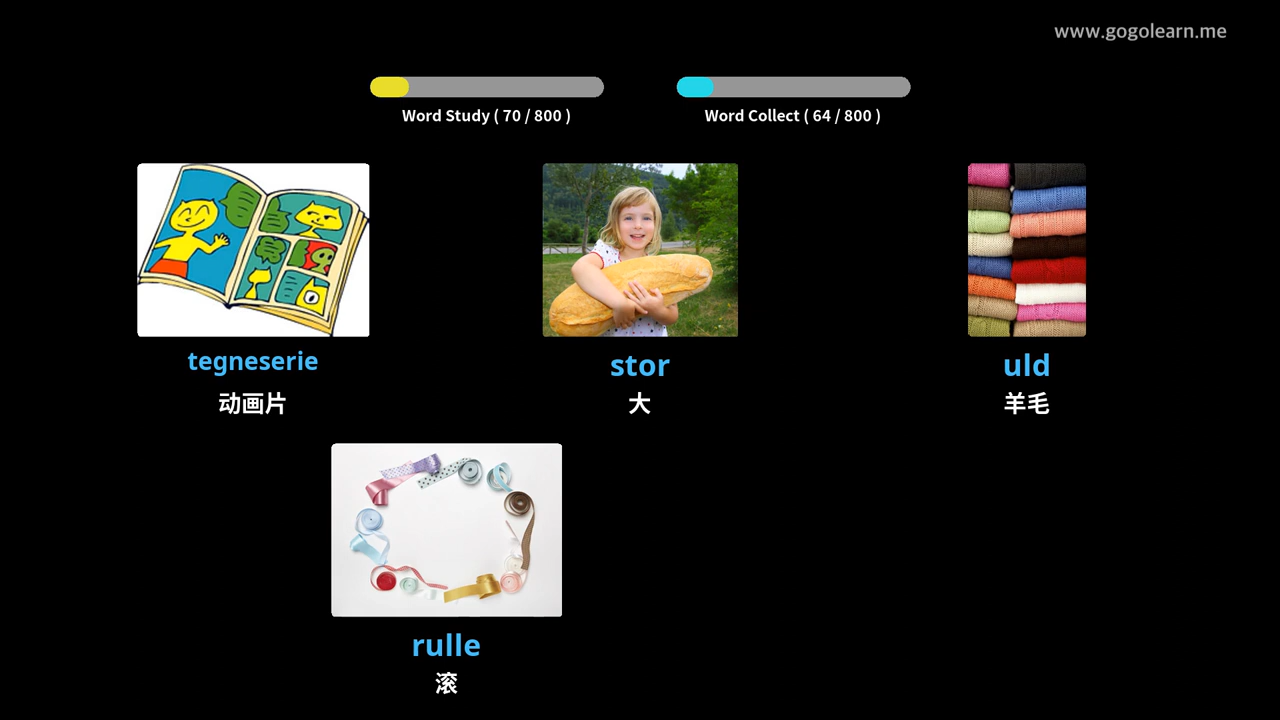 www.gogolearn.me
Word Study ( 70 / 800 )
Word Collect ( 64 / 800 )
tegneserie
动画片
stor
大
uld
羊毛
rulle
滚